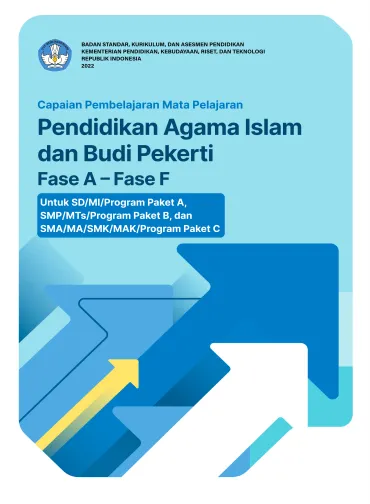 BADAN STANDAR, KURIKULUM, DAN ASESMEN PENDIDIKAN
KEMENTERIAN PENDIDIKAN, KEBUDAYAAN, RISET, DAN TEKNOLOGI
REPUBLIK INDONESIA
2022
Capaian Pembelajaran Mata Pelajaran
Pendidikan Agama Islam
dan Budi Pekerti
Fase A – Fase F
Untuk SD/MI/Program Paket A,
SMP/MTs/Program Paket B, dan
SMA/MA/SMK/MAK/Program Paket C